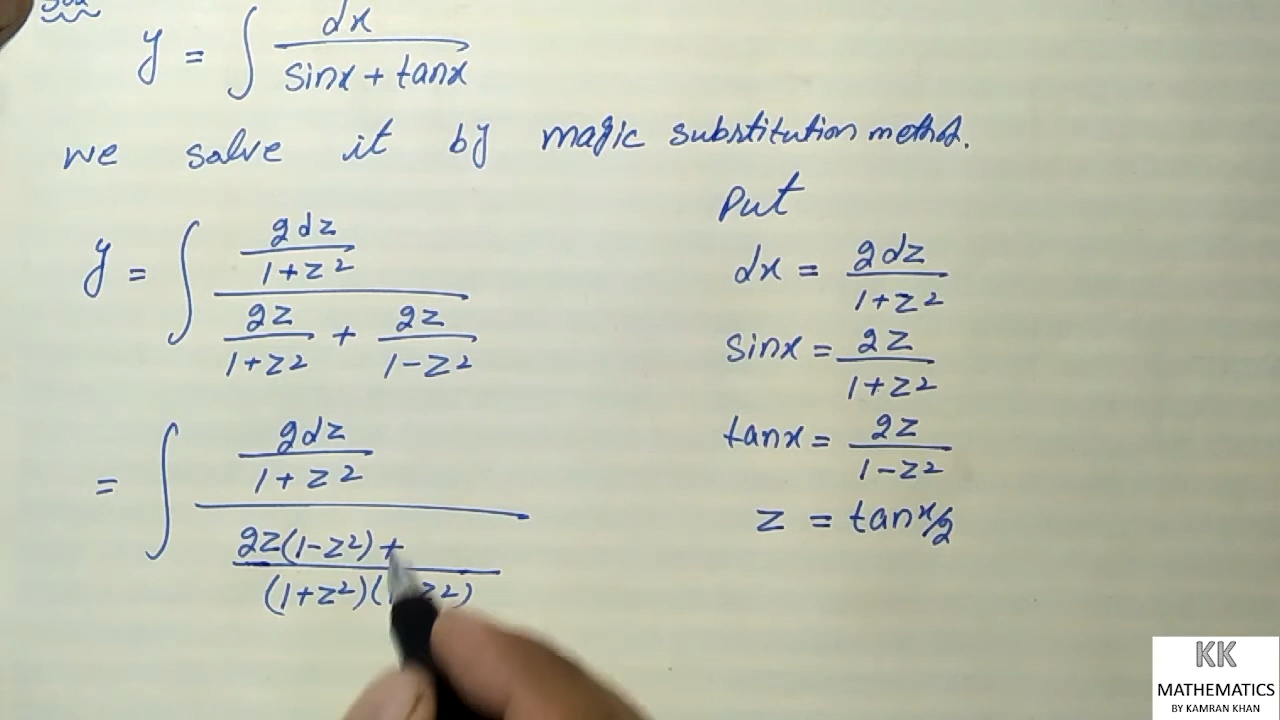 y = ∫ dx / (sinx + tanx)
we solve it by magic substitution method.
Put
y = ∫ (2dz / (1+z²)) / (2z / (1+z²) + 2z / (1-z²))
dx = 2dz / (1+z²)
sinx = 2z / (1+z²)
tanx = 2z / (1-z²)
z = tan x/2
= ∫ (2dz / (1+z²)) / (2z(1-z²) + / (1+z²)( z²))
KK
MATHEMATICS
BY KAMRAN KHAN